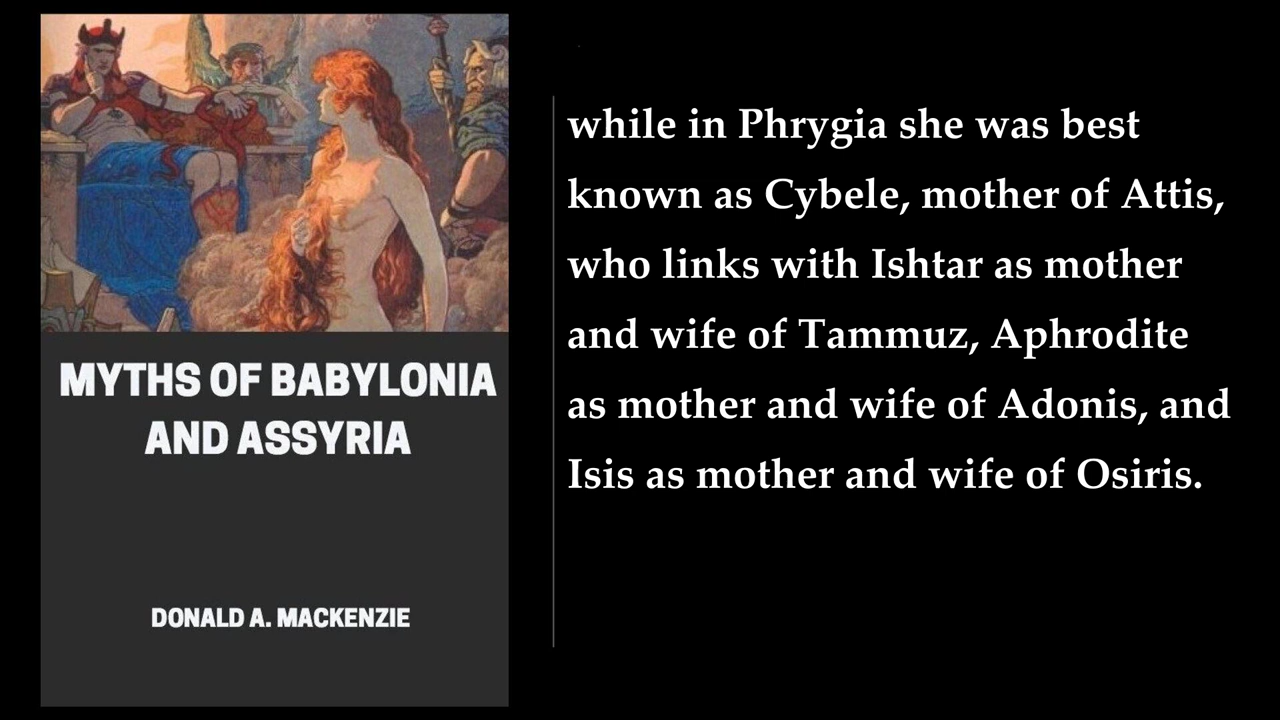 MYTHS OF BABYLONIA
AND ASSYRIA
DONALD A. MACKENZIE
while in Phrygia she was best
known as Cybele, mother of Attis,
who links with Ishtar as mother
and wife of Tammuz, Aphrodite
as mother and wife of Adonis, and
Isis as mother and wife of Osiris.